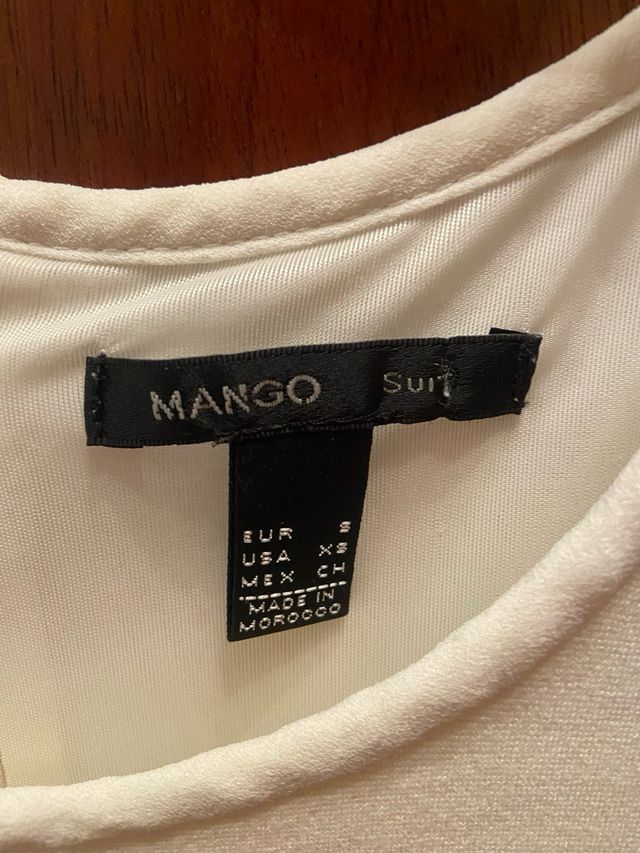 MANGO Suit
EUR S
USA XS
MEX CH
MADE IN
MOROCCO